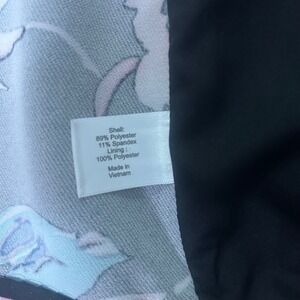 Shell:
89% Polyester
11% Spandex
Lining :
100% Polyester
Made in
Vietnam